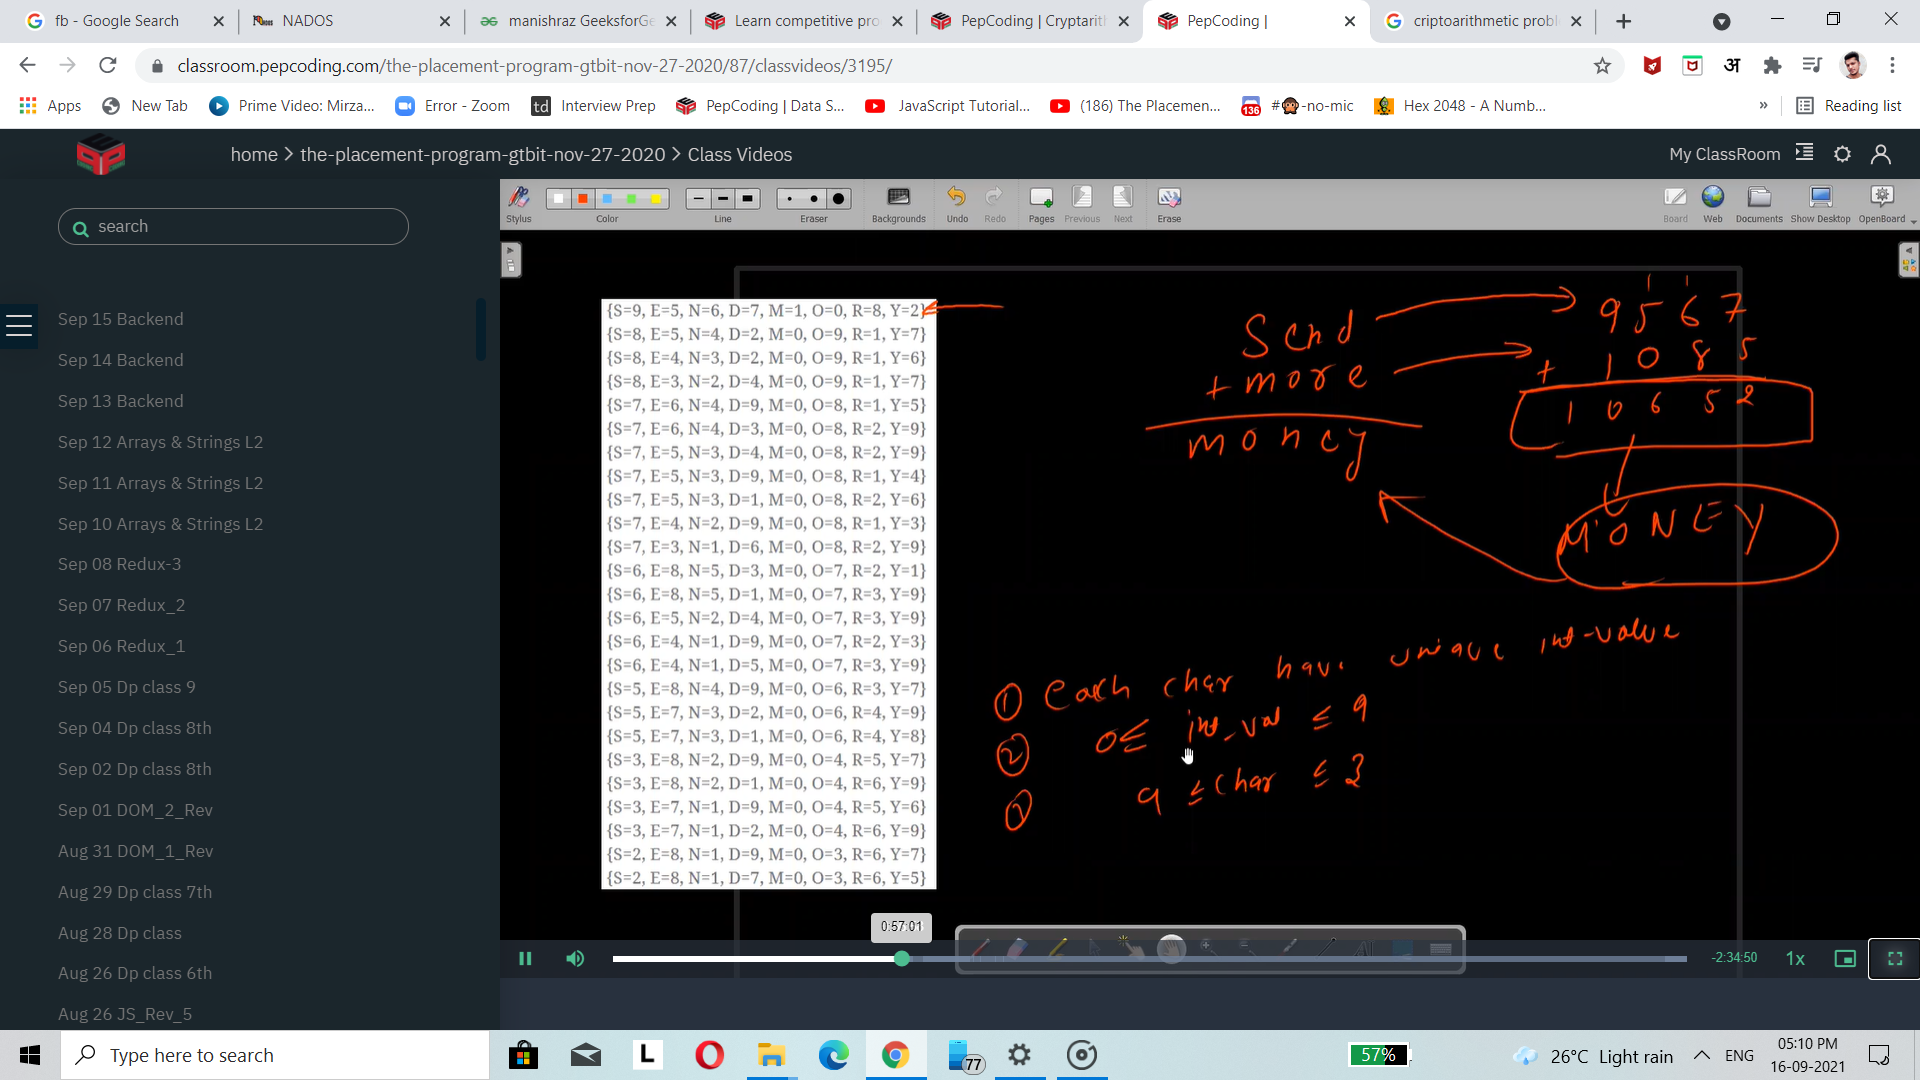 fb - Google Search
NADOS
manishraz GeeksforGe
Learn competitive pro
PepCoding | Cryptarit
PepCoding |
criptoarithmetic probl
classroom.pepcoding.com/the-placement-program-gtbit-nov-27-2020/87/classvideos/3195/
Apps
New Tab
Prime Video: Mirza...
Error - Zoom
td Interview Prep
PepCoding | Data S...
JavaScript Tutorial...
(186) The Placemen...
136 #🙊-no-mic
Hex 2048 - A Numb...
»
Reading list
home > the-placement-program-gtbit-nov-27-2020 > Class Videos
My ClassRoom
search
Sep 15 Backend
Sep 14 Backend
Sep 13 Backend
Sep 12 Arrays & Strings L2
Sep 11 Arrays & Strings L2
Sep 10 Arrays & Strings L2
Sep 08 Redux-3
Sep 07 Redux_2
Sep 06 Redux_1
Sep 05 Dp class 9
Sep 04 Dp class 8th
Sep 02 Dp class 8th
Sep 01 DOM_2_Rev
Aug 31 DOM_1_Rev
Aug 29 Dp class 7th
Aug 28 Dp class
Aug 26 Dp class 6th
Aug 26 JS_Rev_5
Stylus Color Line Eraser Backgrounds Undo Redo Pages Previous Next Erase Board Web Documents Show Desktop OpenBoard
{S=9, E=5, N=6, D=7, M=1, O=0, R=8, Y=2}
{S=8, E=5, N=4, D=2, M=0, O=9, R=1, Y=7}
{S=8, E=4, N=3, D=2, M=0, O=9, R=1, Y=6}
{S=8, E=3, N=2, D=4, M=0, O=9, R=1, Y=7}
{S=7, E=6, N=4, D=9, M=0, O=8, R=1, Y=5}
{S=7, E=6, N=4, D=3, M=0, O=8, R=2, Y=9}
{S=7, E=5, N=3, D=4, M=0, O=8, R=2, Y=9}
{S=7, E=5, N=3, D=9, M=0, O=8, R=1, Y=4}
{S=7, E=5, N=3, D=1, M=0, O=8, R=2, Y=6}
{S=7, E=4, N=2, D=9, M=0, O=8, R=1, Y=3}
{S=7, E=3, N=1, D=6, M=0, O=8, R=2, Y=9}
{S=6, E=8, N=5, D=3, M=0, O=7, R=2, Y=1}
{S=6, E=8, N=5, D=1, M=0, O=7, R=3, Y=9}
{S=6, E=5, N=2, D=4, M=0, O=7, R=3, Y=9}
{S=6, E=4, N=1, D=9, M=0, O=7, R=2, Y=3}
{S=6, E=4, N=1, D=5, M=0, O=7, R=3, Y=9}
{S=5, E=8, N=4, D=9, M=0, O=6, R=3, Y=7}
{S=5, E=7, N=3, D=2, M=0, O=6, R=4, Y=9}
{S=5, E=7, N=3, D=1, M=0, O=6, R=4, Y=8}
{S=3, E=8, N=2, D=9, M=0, O=4, R=5, Y=7}
{S=3, E=8, N=2, D=1, M=0, O=4, R=6, Y=9}
{S=3, E=7, N=1, D=9, M=0, O=4, R=5, Y=6}
{S=3, E=7, N=1, D=2, M=0, O=4, R=6, Y=9}
{S=2, E=8, N=1, D=9, M=0, O=3, R=6, Y=7}
{S=2, E=8, N=1, D=7, M=0, O=3, R=6, Y=5}
Send
+ more
money
1 1
9 5 6 7
+ 1 0 8 5
1 0 6 5 2
MONEY
① Each char have unique int-value
② 0 ≤ int_val ≤ 9
≤ char ≤
0:57:01
-2:34:50
1x
Type here to search
L
77
57%
26°C Light rain
ENG
05:10 PM
16-09-2021